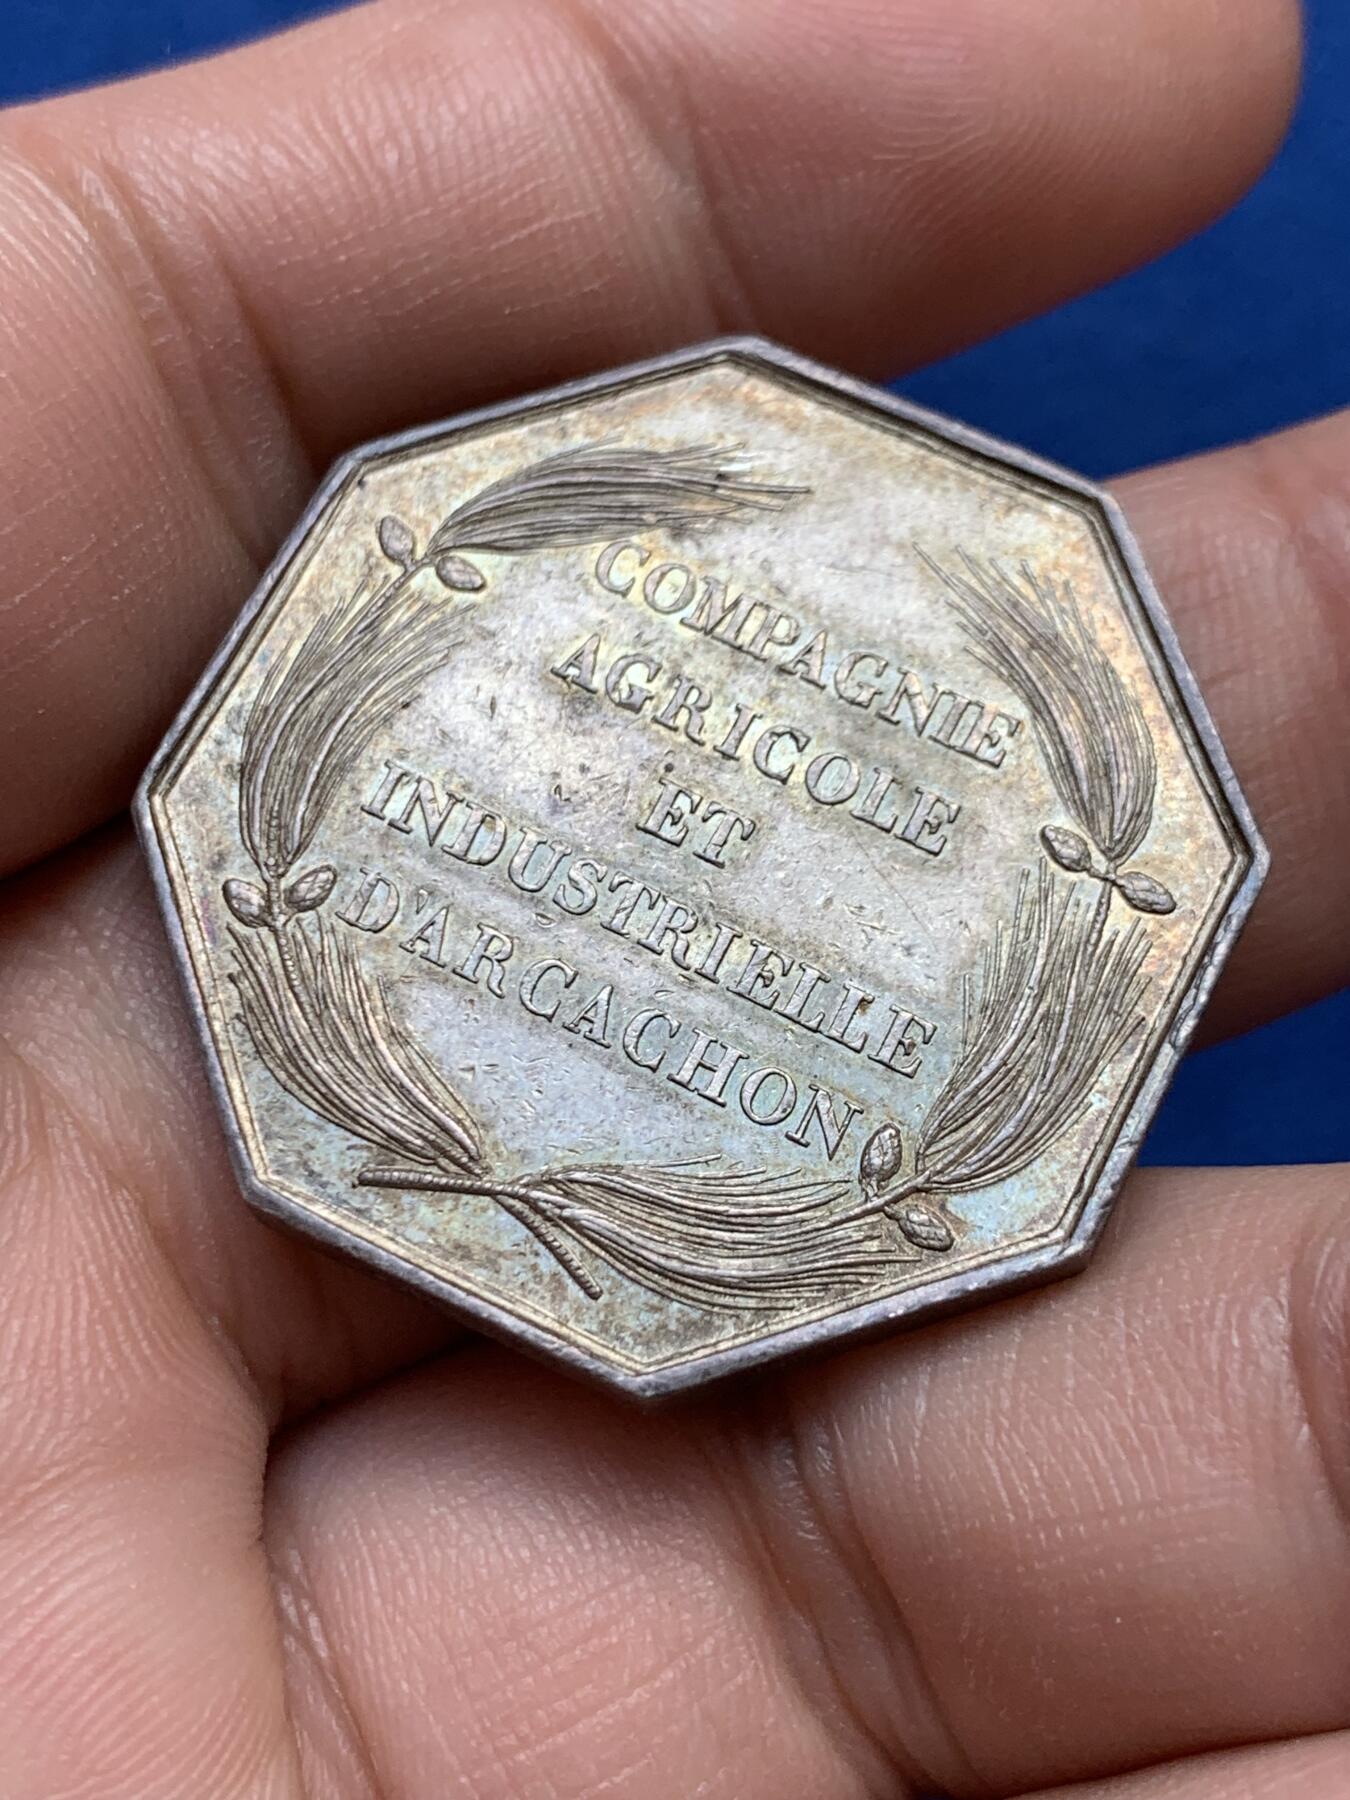 COMPAGNIE
AGRICOLE
ET
INDUSTRIELLE
D'ARCACHON